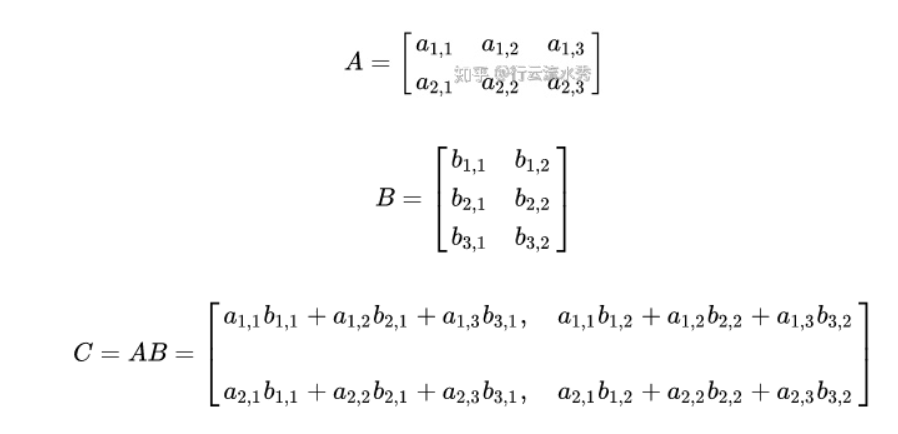 A = [ a1,1 a1,2 a1,3
知乎 @行云流水秀
a2,1 a2,2 a2,3 ]
B = [ b1,1 b1,2
b2,1 b2,2
b3,1 b3,2 ]
C = AB = [ a1,1b1,1 + a1,2b2,1 + a1,3b3,1, a1,1b1,2 + a1,2b2,2 + a1,3b3,2
a2,1b1,1 + a2,2b2,1 + a2,3b3,1, a2,1b1,2 + a2,2b2,2 + a2,3b3,2 ]